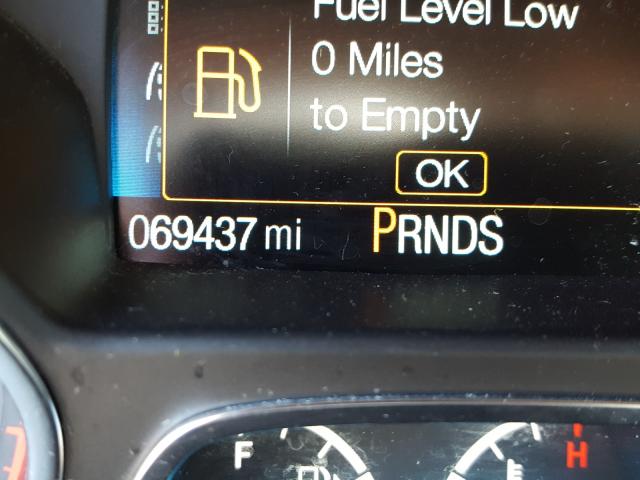 Fuel Level Low
0 Miles
to Empty
OK
069437 mi PRNDS
F H